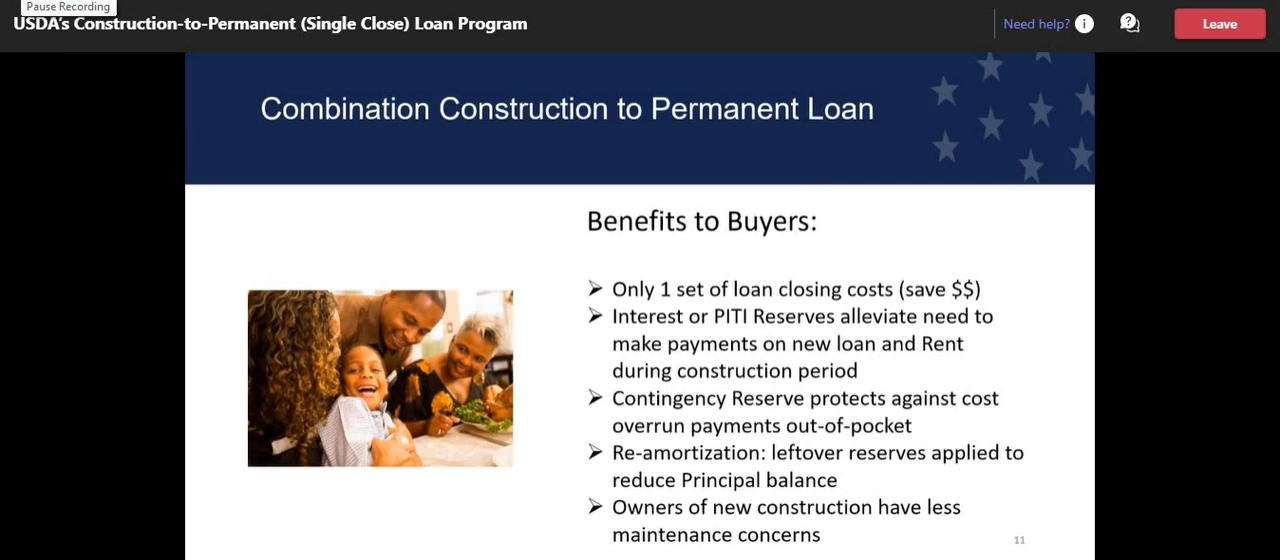 Pause Recording
USDA's Construction-to-Permanent (Single Close) Loan Program
Need help?
Leave
Combination Construction to Permanent Loan
Benefits to Buyers:
➢ Only 1 set of loan closing costs (save $$)
➢ Interest or PITI Reserves alleviate need to
make payments on new loan and Rent
during construction period
➢ Contingency Reserve protects against cost
overrun payments out-of-pocket
➢ Re-amortization: leftover reserves applied to
reduce Principal balance
➢ Owners of new construction have less
maintenance concerns
11